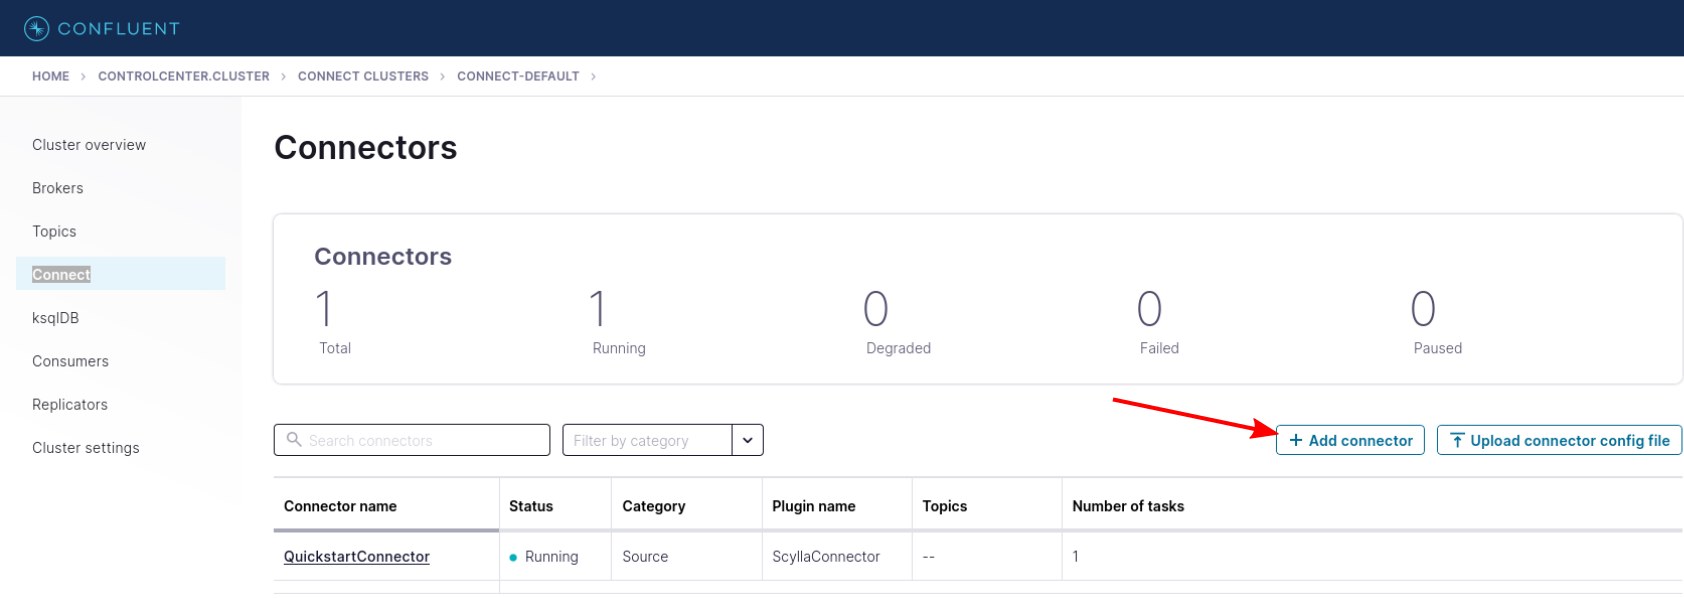 CONFLUENT
HOME > CONTROLCENTER.CLUSTER > CONNECT CLUSTERS > CONNECT-DEFAULT >
Cluster overview
Brokers
Topics
Connect
ksqlDB
Consumers
Replicators
Cluster settings
Connectors
Connectors
1 1 0 0 0
Total Running Degraded Failed Paused
Search connectors Filter by category + Add connector Upload connector config file
Connector name Status Category Plugin name Topics Number of tasks
QuickstartConnector Running Source ScyllaConnector -- 1